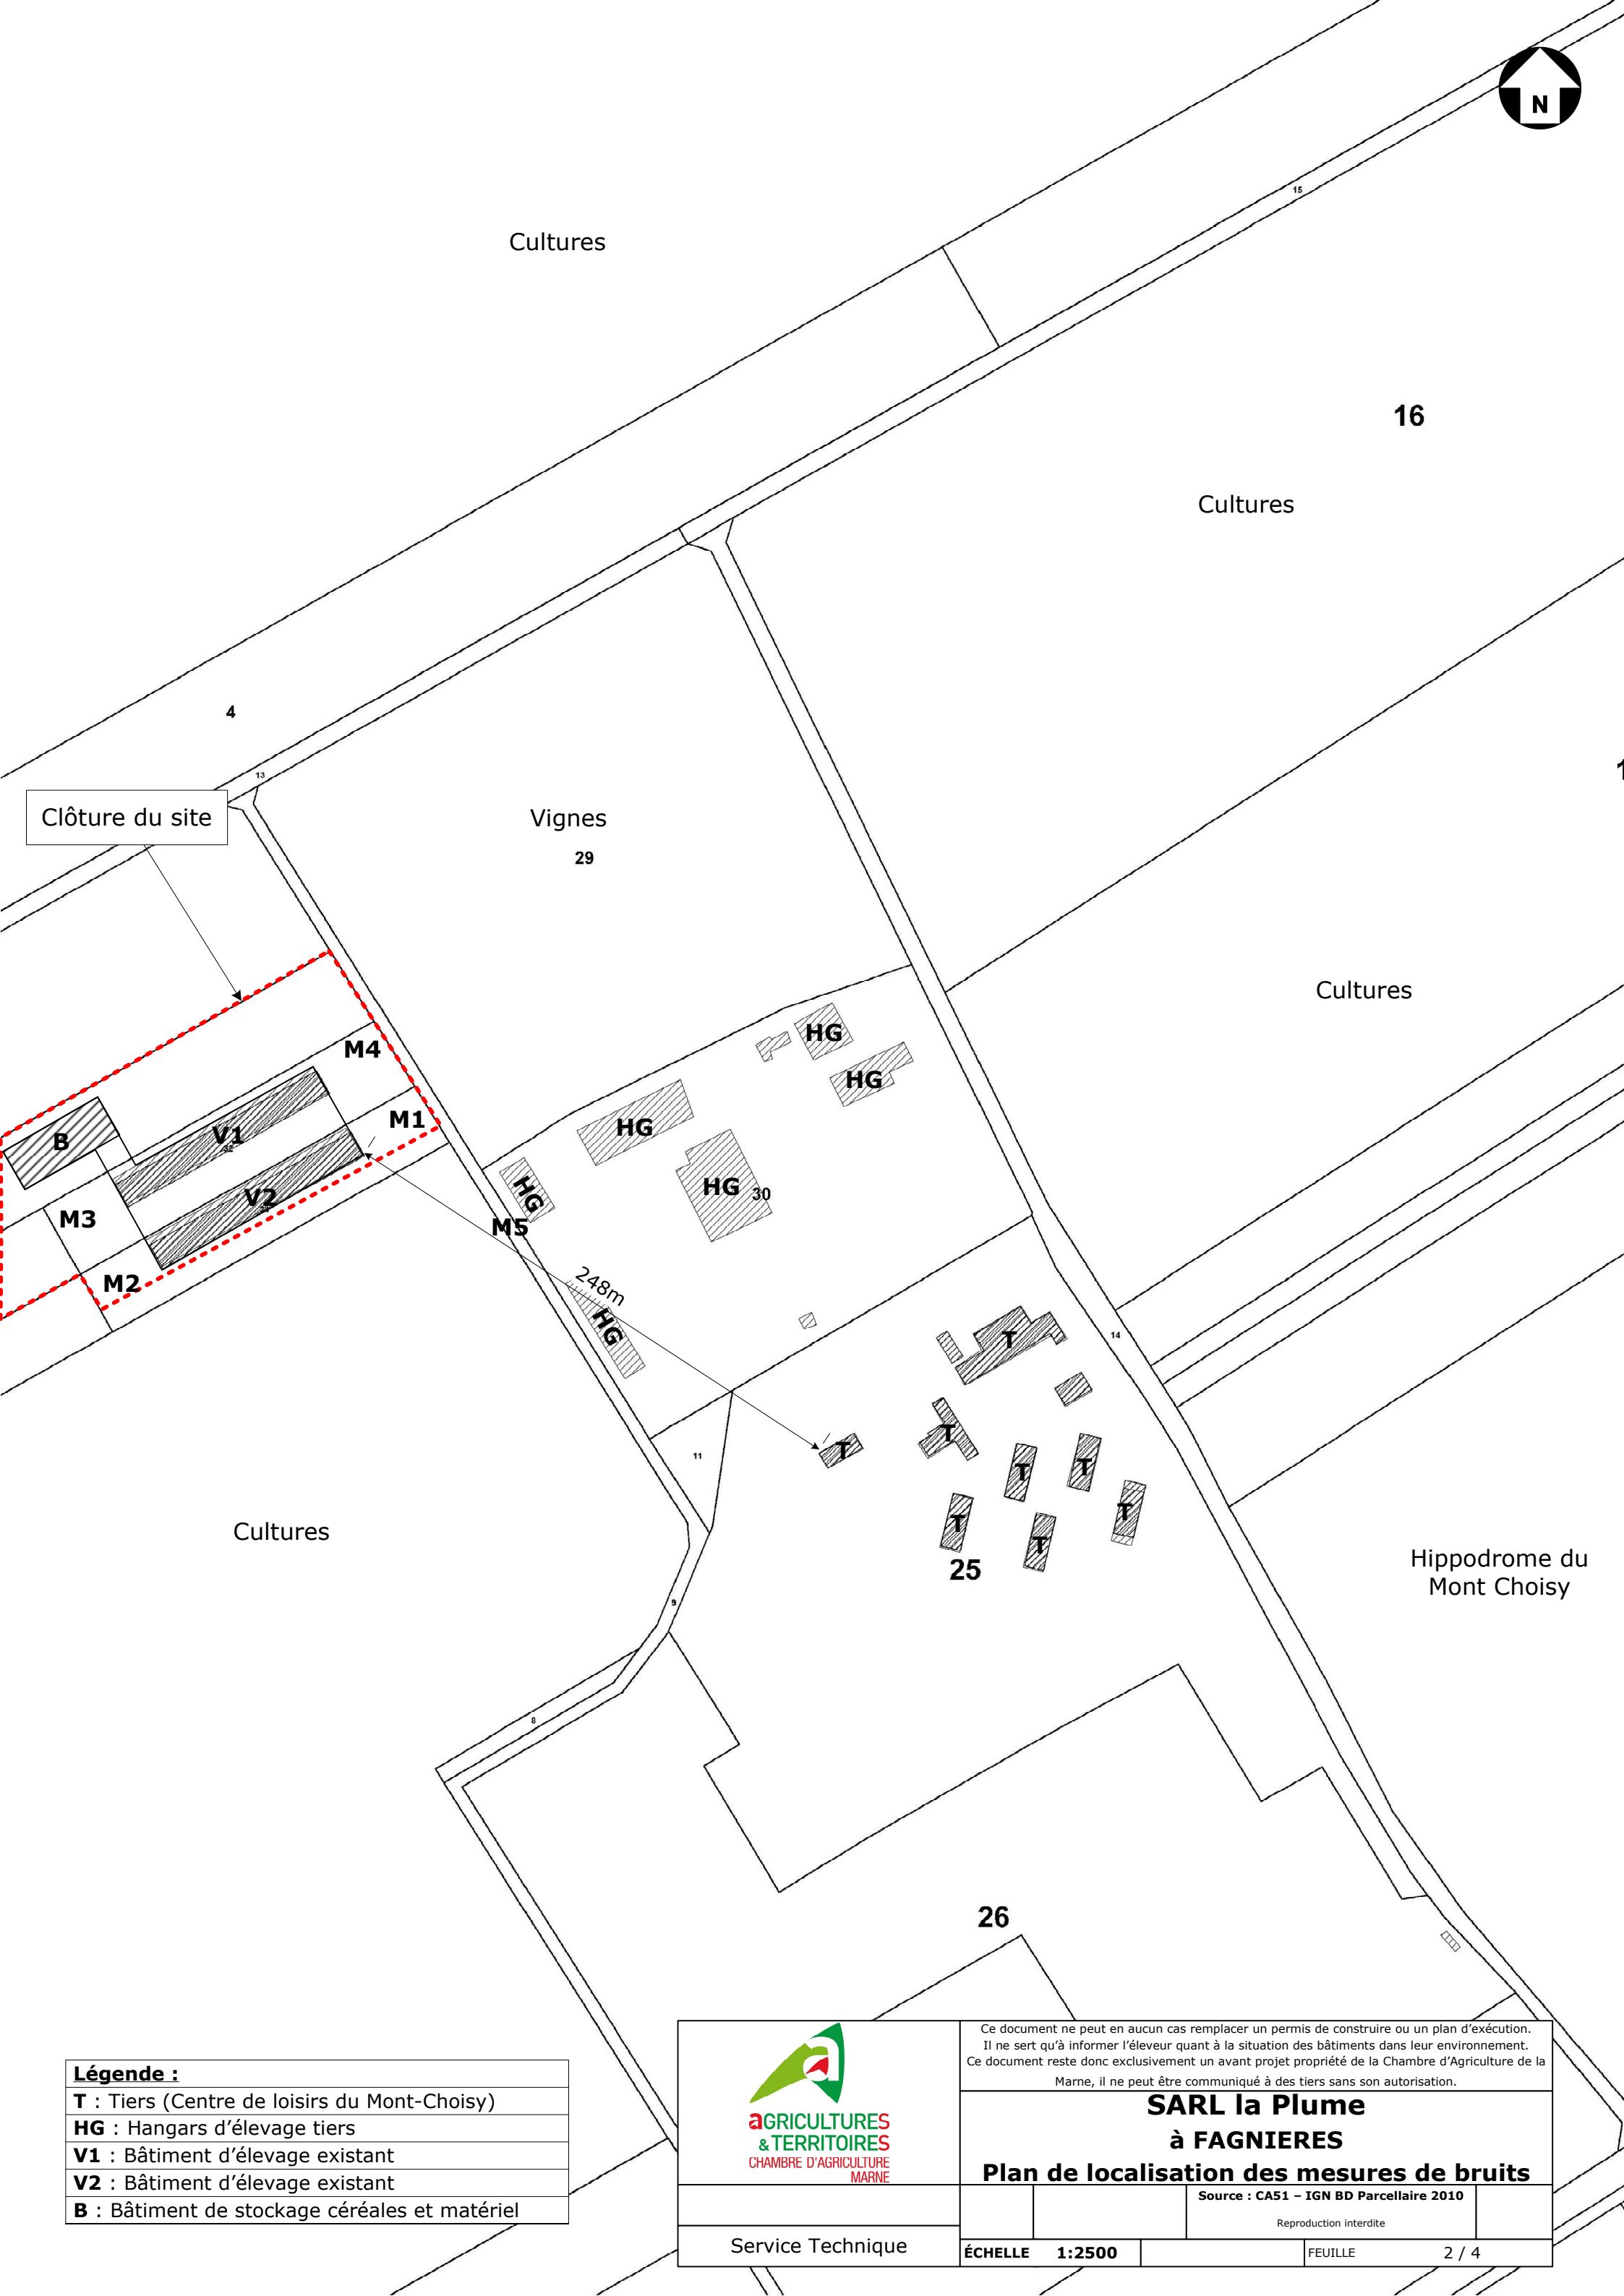 N
15
Cultures
16
Cultures
4
13
Clôture du site
Vignes
29
Cultures
HG
M4
HG
M1
HG
B
V1
HG
HG
30
V2
M3
M5
M2
248m
HG
T
14
T
T
11
T
T
T
T
T
Cultures
25
Hippodrome du
Mont Choisy
9
8
26
Légende :
T : Tiers (Centre de loisirs du Mont-Choisy)
HG : Hangars d'élevage tiers
V1 : Bâtiment d'élevage existant
V2 : Bâtiment d'élevage existant
B : Bâtiment de stockage céréales et matériel
aGRICULTURES
& TERRITOIRES
CHAMBRE D'AGRICULTURE
MARNE
Service Technique
Ce document ne peut en aucun cas remplacer un permis de construire ou un plan d'exécution.
Il ne sert qu'à informer l'éleveur quant à la situation des bâtiments dans leur environnement.
Ce document reste donc exclusivement un avant projet propriété de la Chambre d'Agriculture de la
Marne, il ne peut être communiqué à des tiers sans son autorisation.
SARL la Plume
à FAGNIERES
Plan de localisation des mesures de bruits
Source : CA51 – IGN BD Parcellaire 2010
Reproduction interdite
ÉCHELLE 1:2500
FEUILLE 2 / 4